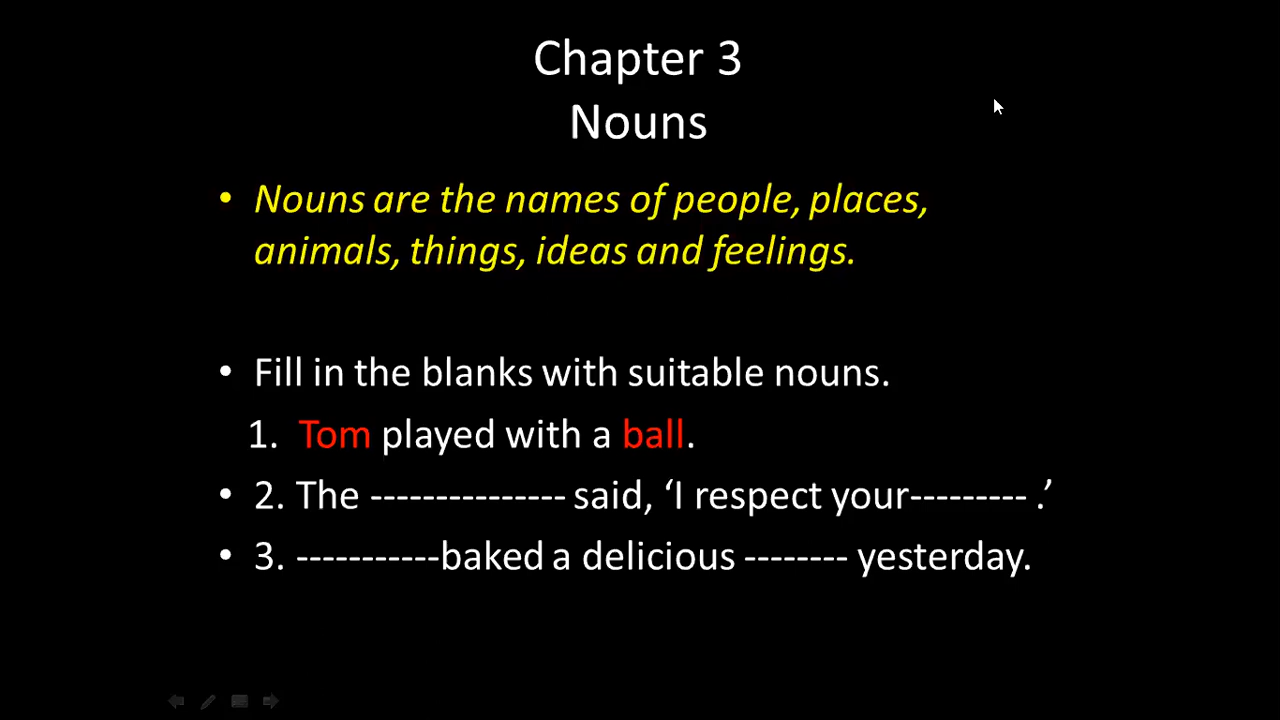 Chapter 3
Nouns
• Nouns are the names of people, places,
animals, things, ideas and feelings.
• Fill in the blanks with suitable nouns.
1. Tom played with a ball.
• 2. The --------------- said, ‘I respect your--------- .’
• 3. -----------baked a delicious -------- yesterday.